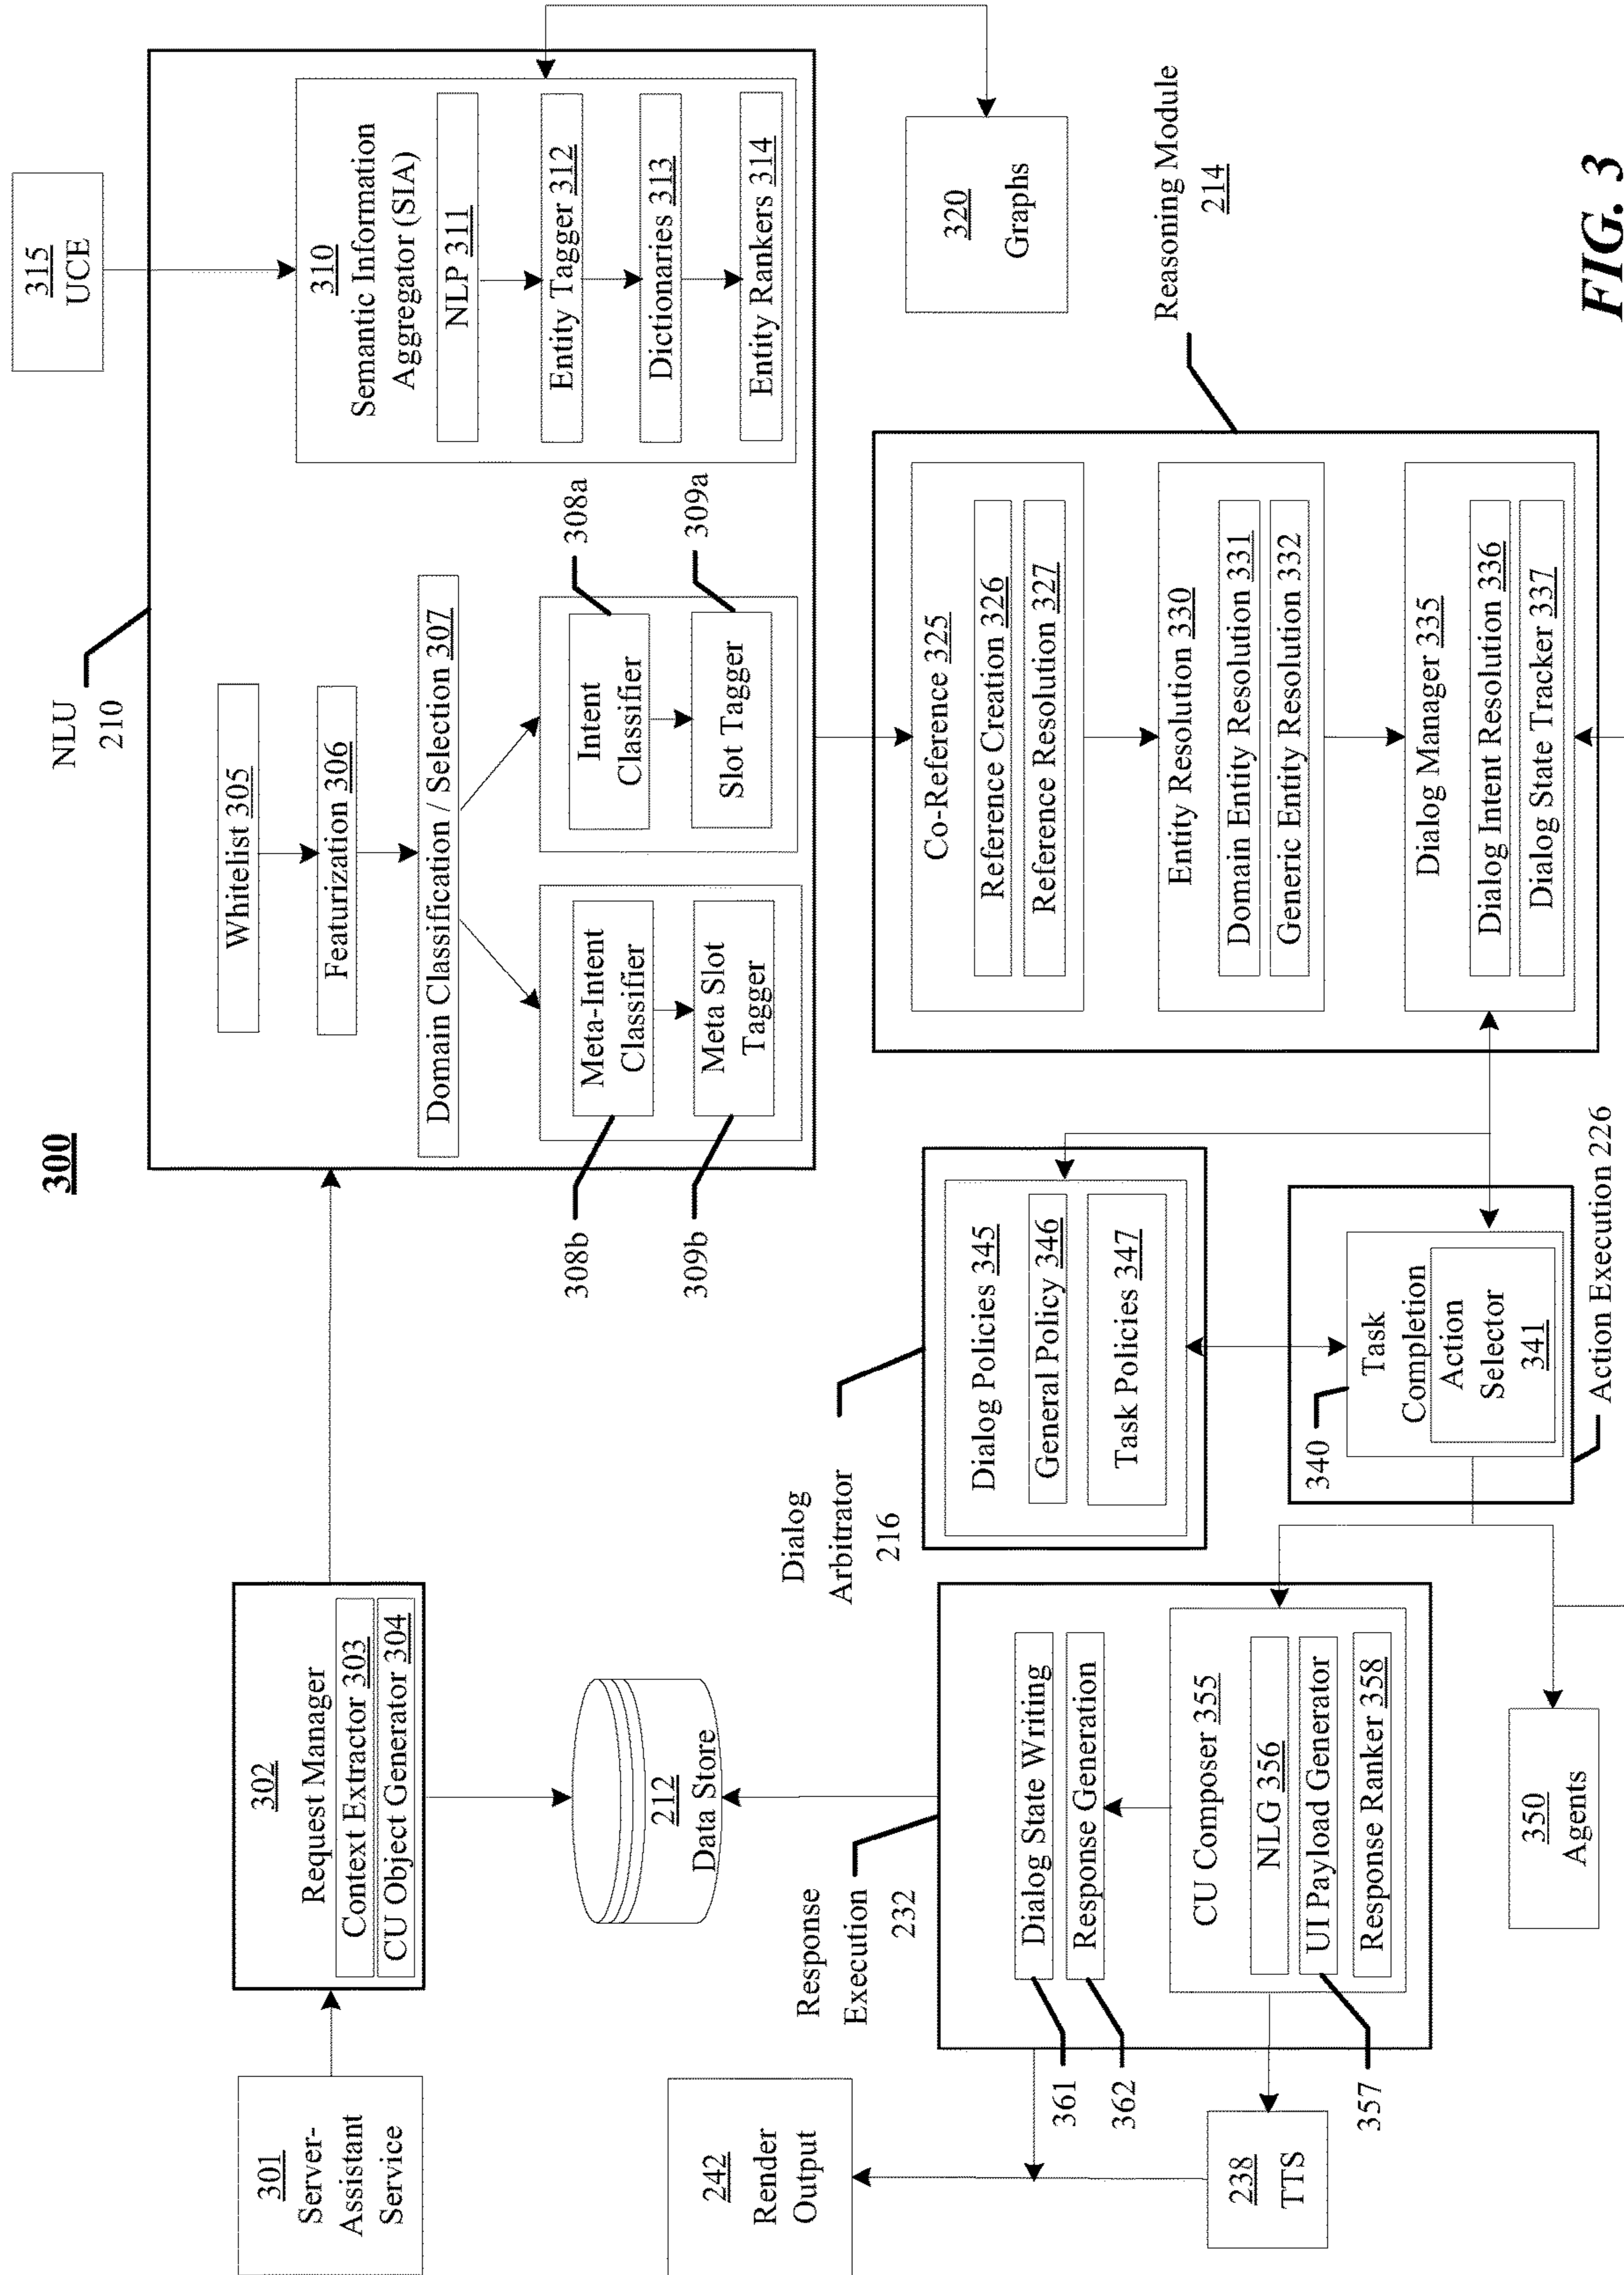 300
301
Server-
Assistant
Service
302
Request Manager
Context Extractor 303
CU Object Generator 304
212
Data Store
NLU
210
Whitelist 305
Featurization 306
Domain Classification / Selection 307
Meta-Intent
Classifier
Meta Slot
Tagger
308b
309b
Intent
Classifier
Slot Tagger
308a
309a
310
Semantic Information
Aggregator (SIA)
NLP 311
Entity Tagger 312
Dictionaries 313
Entity Rankers 314
315
UCE
320
Graphs
Reasoning Module
214
Co-Reference 325
Reference Creation 326
Reference Resolution 327
Entity Resolution 330
Domain Entity Resolution 331
Generic Entity Resolution 332
Dialog Manager 335
Dialog Intent Resolution 336
Dialog State Tracker 337
Dialog
Arbitrator
216
Dialog Policies 345
General Policy 346
Task Policies 347
340
Task
Completion
Action
Selector
341
Action Execution 226
Response
Execution
232
Dialog State Writing
Response Generation
CU Composer 355
NLG 356
UI Payload Generator
Response Ranker 358
361
362
357
242
Render
Output
238
TTS
350
Agents
FIG. 3